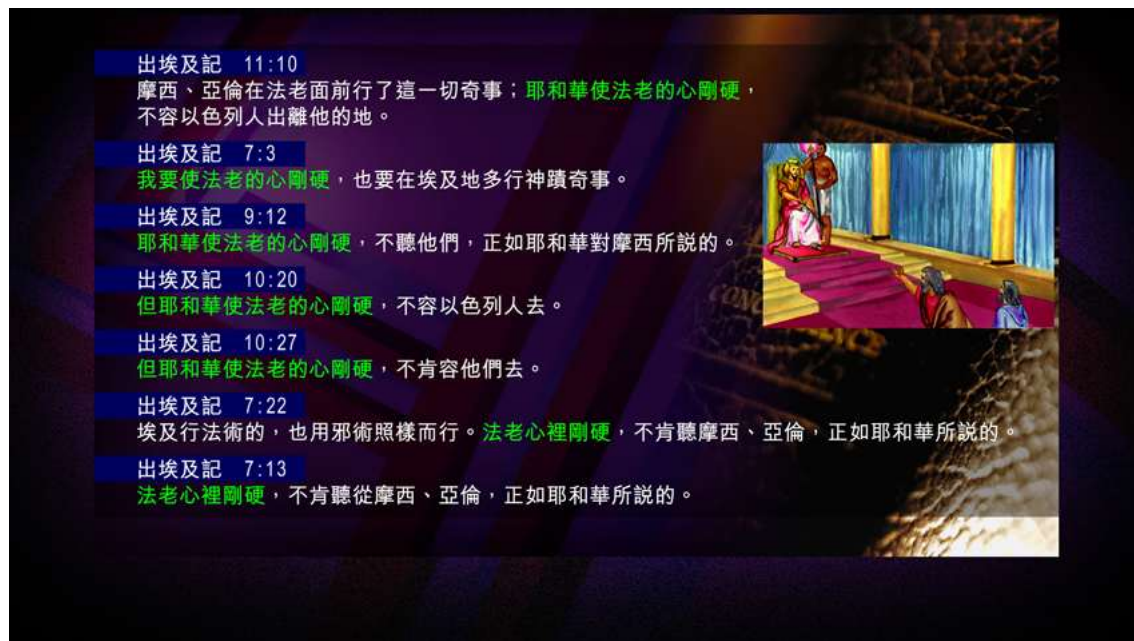 出埃及記 11:10
摩西、亞倫在法老面前行了這一切奇事；耶和華使法老的心剛硬，
不容以色列人出離他的地。
出埃及記 7:3
我要使法老的心剛硬，也要在埃及地多行神蹟奇事。
出埃及記 9:12
耶和華使法老的心剛硬，不聽他們，正如耶和華對摩西所說的。
出埃及記 10:20
但耶和華使法老的心剛硬，不容以色列人去。
出埃及記 10:27
但耶和華使法老的心剛硬，不肯容他們去。
出埃及記 7:22
埃及行法術的，也用邪術照樣而行。法老心裡剛硬，不肯聽摩西、亞倫，正如耶和華所說的。
出埃及記 7:13
法老心裡剛硬，不肯聽從摩西、亞倫，正如耶和華所說的。